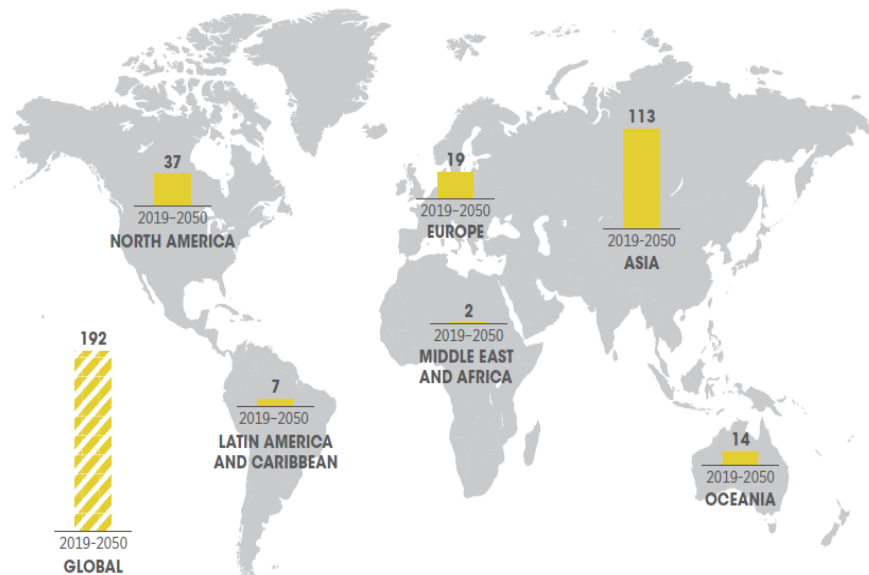 37
2019–2050
NORTH AMERICA
19
2019–2050
EUROPE
113
2019-2050
ASIA
2
2019–2050
MIDDLE EAST
AND AFRICA
192
2019-2050
GLOBAL
7
2019–2050
LATIN AMERICA
AND CARIBBEAN
14
2019-2050
OCEANIA